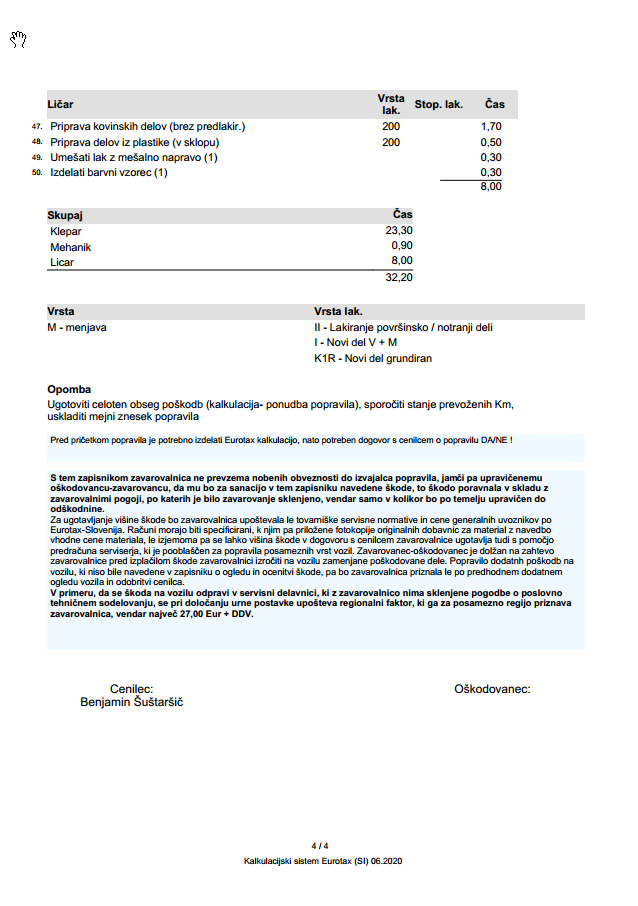 Ličar Vrsta lak. Stop. lak. Čas
47. Priprava kovinskih delov (brez predlakir.) 200 1,70
48. Priprava delov iz plastike (v sklopu) 200 0,50
49. Umešati lak z mešalno napravo (1) 0,30
50. Izdelati barvni vzorec (1) 0,30
8,00
Skupaj Čas
Klepar 23,30
Mehanik 0,90
Licar 8,00
32,20
Vrsta Vrsta lak.
M - menjava II - Lakiranje površinsko / notranji deli
I - Novi del V + M
K1R - Novi del grundiran
Opomba
Ugotoviti celoten obseg poškodb (kalkulacija- ponudba popravila), sporočiti stanje prevoženih Km,
uskladiti mejni znesek popravila
Pred pričetkom popravila je potrebno izdelati Eurotax kalkulacijo, nato potreben dogovor s cenilcem o popravilu DA/NE !
S tem zapisnikom zavarovalnica ne prevzema nobenih obveznosti do izvajalca popravila, jamči pa upravičenemu
oškodovancu-zavarovancu, da mu bo za sanacijo v tem zapisniku navedene škode, to škodo poravnala v skladu z
zavarovalnimi pogoji, po katerih je bilo zavarovanje sklenjeno, vendar samo v kolikor bo po temelju upravičen do
odškodnine.
Za ugotavljanje višine škode bo zavarovalnica upoštevala le tovarniške servisne normative in cene generalnih uvoznikov po
Eurotax-Slovenija. Računi morajo biti specificirani, k njim pa priložene fotokopije originalnih dobavnic za material z navedbo
vhodne cene materiala, le izjemoma pa se lahko višina škode v dogovoru s cenilcem zavarovalnice ugotavlja tudi s pomočjo
predračuna serviserja, ki je pooblaščen za popravila posameznih vrst vozil. Zavarovanec-oškodovanec je dolžan na zahtevo
zavarovalnice pred izplačilom škode zavarovalnici izročiti na vozilu zamenjane poškodovane dele. Popravilo dodatnh poškodb na
vozilu, ki niso bile navedene v zapisniku o ogledu in ocenitvi škode, pa bo zavarovalnica priznala le po predhodnem dodatnem
ogledu vozila in odobritvi cenilca.
V primeru, da se škoda na vozilu odpravi v servisni delavnici, ki z zavarovalnico nima sklenjene pogodbe o poslovno
tehničnem sodelovanju, se pri določanju urne postavke upošteva regionalni faktor, ki ga za posamezno regijo priznava
zavarovalnica, vendar največ 27,00 Eur + DDV.
Cenilec: Oškodovanec:
Benjamin Šuštaršič
4 / 4
Kalkulacijski sistem Eurotax (SI) 06.2020